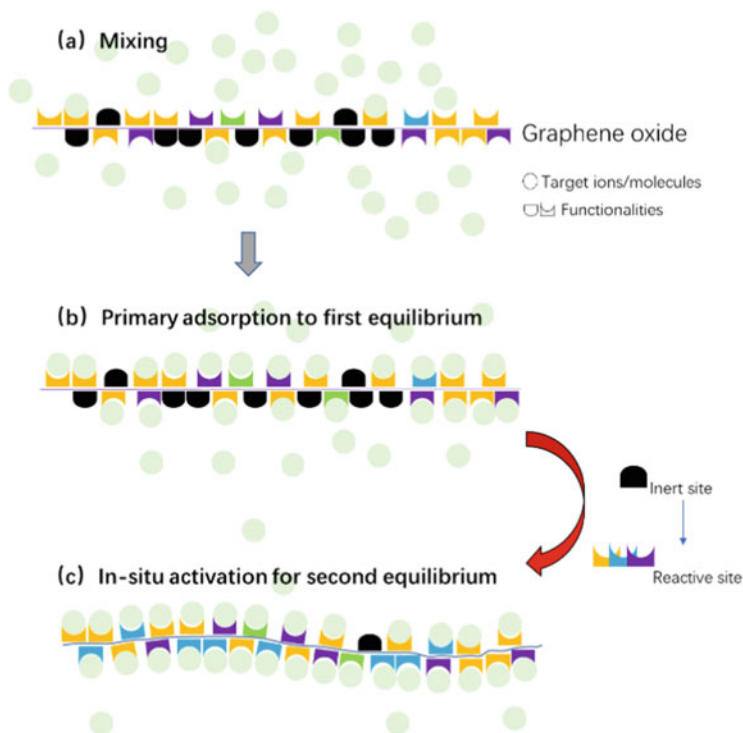 (a) Mixing
Graphene oxide
Target ions/molecules
Functionalities
(b) Primary adsorption to first equilibrium
Inert site
(c) In-situ activation for second equilibrium
Reactive site